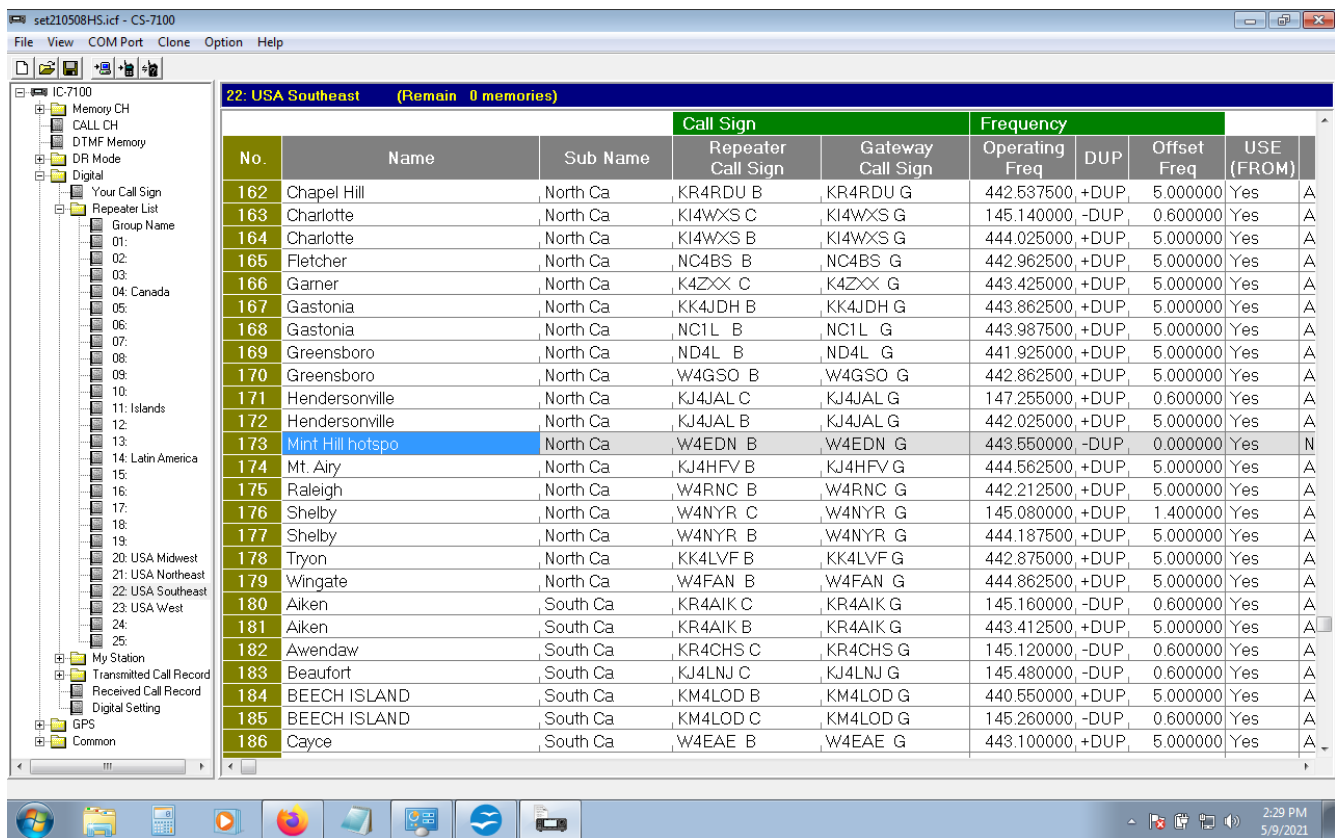 set210508HS.icf - CS-7100
File View COM Port Clone Option Help
IC-7100
Memory CH
CALL CH
DTMF Memory
DR Mode
Digital
Your Call Sign
Repeater List
Group Name
01:
02:
03:
04: Canada
05:
06:
07:
08:
09:
10:
11: Islands
12:
13:
14: Latin America
15:
16:
17:
18:
19:
20: USA Midwest
21: USA Northeast
22: USA Southeast
23: USA West
24:
25:
My Station
Transmitted Call Record
Received Call Record
Digital Setting
GPS
Common
22: USA Southeast (Remain 0 memories)
Call Sign Frequency
No. Name Sub Name Repeater Call Sign Gateway Call Sign Operating Freq DUP Offset Freq USE (FROM)
162 Chapel Hill North Ca KR4RDU B KR4RDU G 442.537500 +DUP 5.000000 Yes A
163 Charlotte North Ca KI4WXS C KI4WXS G 145.140000 -DUP 0.600000 Yes A
164 Charlotte North Ca KI4WXS B KI4WXS G 444.025000 +DUP 5.000000 Yes A
165 Fletcher North Ca NC4BS B NC4BS G 442.962500 +DUP 5.000000 Yes A
166 Garner North Ca K4ZXX C K4ZXX G 443.425000 +DUP 5.000000 Yes A
167 Gastonia North Ca KK4JDH B KK4JDH G 443.862500 +DUP 5.000000 Yes A
168 Gastonia North Ca NC1L B NC1L G 443.987500 +DUP 5.000000 Yes A
169 Greensboro North Ca ND4L B ND4L G 441.925000 +DUP 5.000000 Yes A
170 Greensboro North Ca W4GSO B W4GSO G 442.862500 +DUP 5.000000 Yes A
171 Hendersonville North Ca KJ4JAL C KJ4JAL G 147.255000 +DUP 0.600000 Yes A
172 Hendersonville North Ca KJ4JAL B KJ4JAL G 442.025000 +DUP 5.000000 Yes A
173 Mint Hill hotspo North Ca W4EDN B W4EDN G 443.550000 -DUP 0.000000 Yes N
174 Mt. Airy North Ca KJ4HFV B KJ4HFV G 444.562500 +DUP 5.000000 Yes A
175 Raleigh North Ca W4RNC B W4RNC G 442.212500 +DUP 5.000000 Yes A
176 Shelby North Ca W4NYR C W4NYR G 145.080000 +DUP 1.400000 Yes A
177 Shelby North Ca W4NYR B W4NYR G 444.187500 +DUP 5.000000 Yes A
178 Tryon North Ca KK4LVF B KK4LVF G 442.875000 +DUP 5.000000 Yes A
179 Wingate North Ca W4FAN B W4FAN G 444.862500 +DUP 5.000000 Yes A
180 Aiken South Ca KR4AIK C KR4AIK G 145.160000 -DUP 0.600000 Yes A
181 Aiken South Ca KR4AIK B KR4AIK G 443.412500 +DUP 5.000000 Yes A
182 Awendaw South Ca KR4CHS C KR4CHS G 145.120000 -DUP 0.600000 Yes A
183 Beaufort South Ca KJ4LNJ C KJ4LNJ G 145.480000 -DUP 0.600000 Yes A
184 BEECH ISLAND South Ca KM4LOD B KM4LOD G 440.550000 +DUP 5.000000 Yes A
185 BEECH ISLAND South Ca KM4LOD C KM4LOD G 145.260000 -DUP 0.600000 Yes A
186 Cayce South Ca W4EAE B W4EAE G 443.100000 +DUP 5.000000 Yes A
2:29 PM
5/9/2021